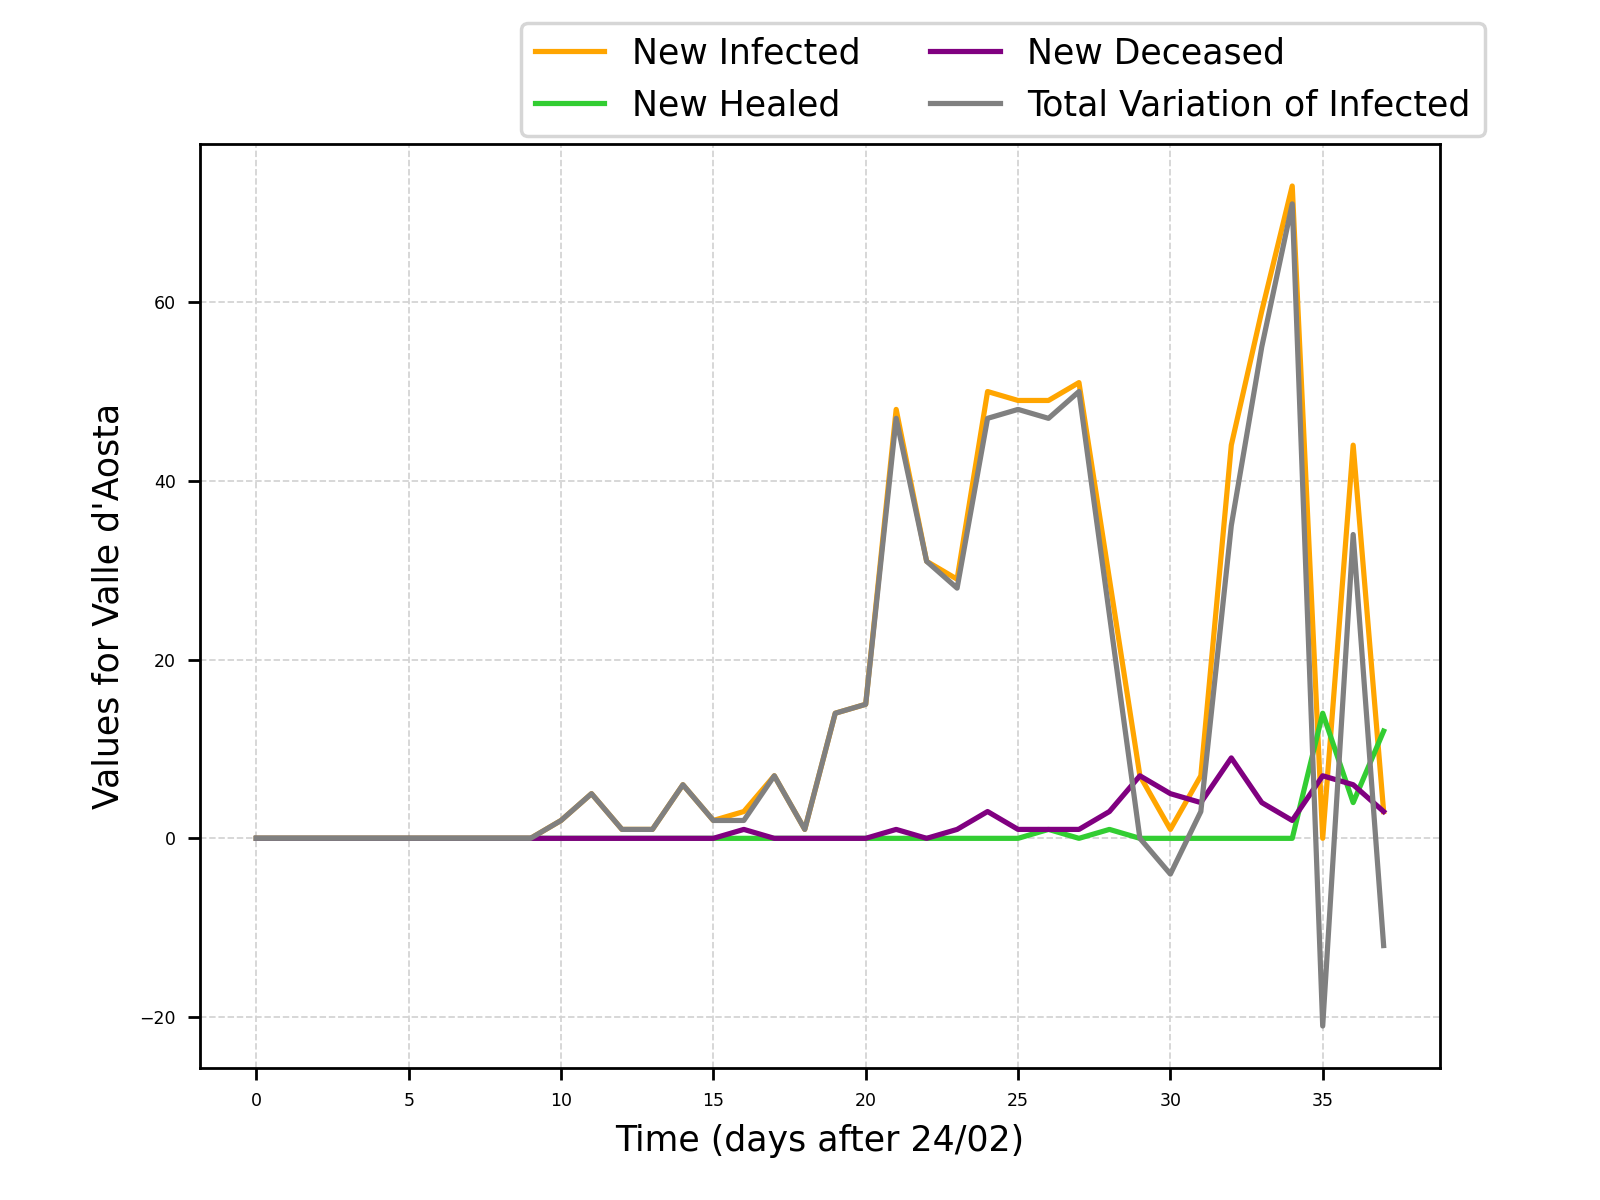 New Infected
New Healed
New Deceased
Total Variation of Infected
Values for Valle d'Aosta
60
40
20
0
−20
0 5 10 15 20 25 30 35
Time (days after 24/02)